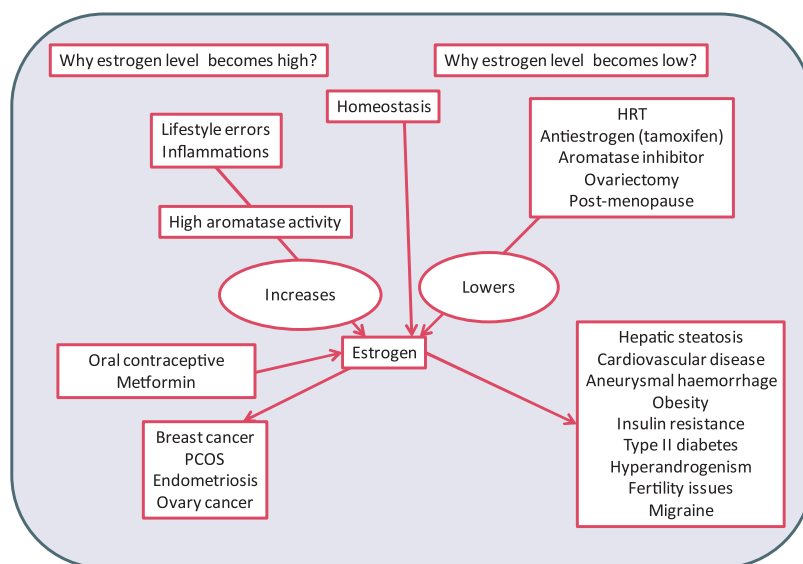 Why estrogen level becomes high?
Why estrogen level becomes low?
Homeostasis
Lifestyle errors
Inflammations
HRT
Antiestrogen (tamoxifen)
Aromatase inhibitor
Ovariectomy
Post-menopause
High aromatase activity
Increases
Lowers
Estrogen
Oral contraceptive
Metformin
Hepatic steatosis
Cardiovascular disease
Aneurysmal haemorrhage
Obesity
Insulin resistance
Type II diabetes
Hyperandrogenism
Fertility issues
Migraine
Breast cancer
PCOS
Endometriosis
Ovary cancer